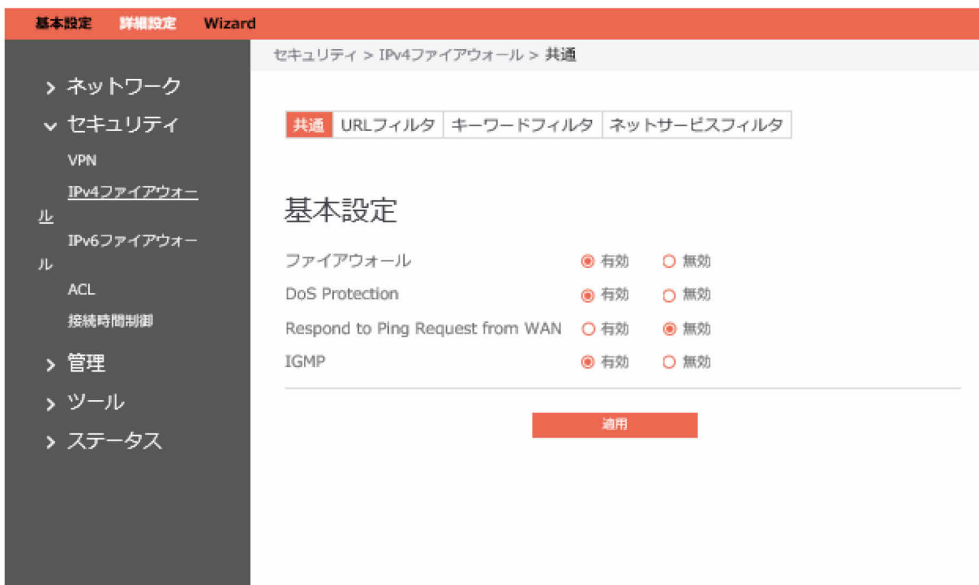 基本設定 詳細設定 Wizard
セキュリティ > IPv4ファイアウォール > 共通
> ネットワーク
セキュリティ
VPN
IPv4ファイアウォー
ル
IPv6ファイアウォー
ル
ACL
接続時間制御
> 管理
> ツール
> ステータス
共通 URLフィルタ キーワードフィルタ ネットサービスフィルタ
基本設定
ファイアウォール 有効 無効
DoS Protection 有効 無効
Respond to Ping Request from WAN 有効 無効
IGMP 有効 無効
適用